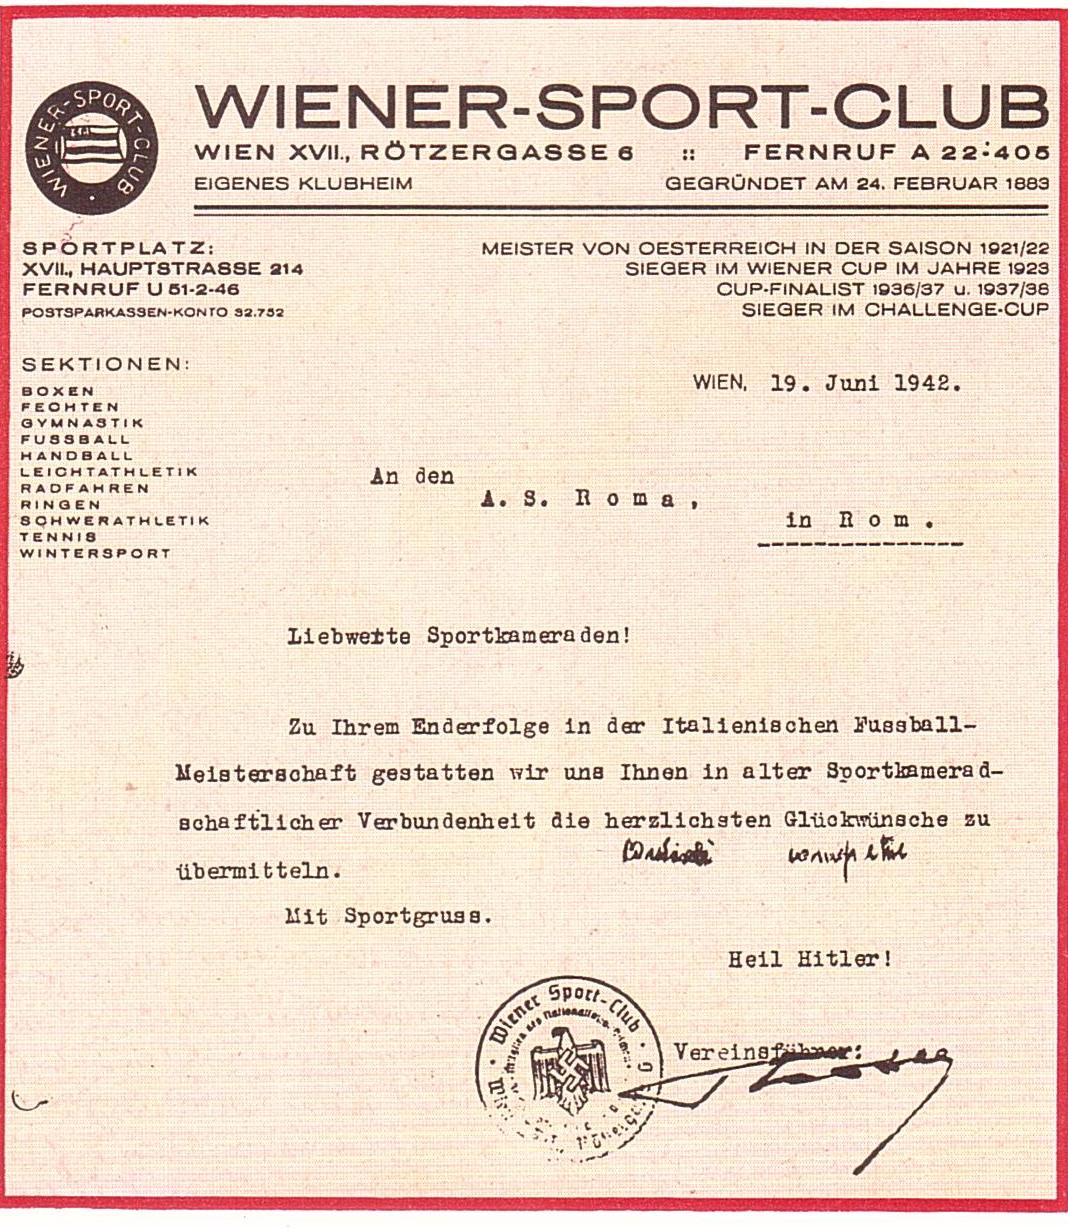 WIENER-SPORT-CLUB
WIENER-SPORT-CLUB
WIEN XVII., RÖTZERGASSE 6 :: FERNRUF A 22-405
EIGENES KLUBHEIM GEGRÜNDET AM 24. FEBRUAR 1883
SPORTPLATZ:
XVII., HAUPTSTRASSE 214
FERNRUF U 51-2-46
POSTSPARKASSEN-KONTO 32.752
MEISTER VON OESTERREICH IN DER SAISON 1921/22
SIEGER IM WIENER CUP IM JAHRE 1923
CUP-FINALIST 1936/37 u. 1937/38
SIEGER IM CHALLENGE-CUP
SEKTIONEN:
BOXEN
FECHTEN
GYMNASTIK
FUSSBALL
HANDBALL
LEICHTATHLETIK
RADFAHREN
RINGEN
SCHWERATHLETIK
TENNIS
WINTERSPORT
WIEN, 19. Juni 1942.
An den
A. S. Roma,
in Rom.
Liebwerte Sportkameraden!
Zu Ihrem Enderfolge in der Italienischen Fussball-
Meisterschaft gestatten wir uns Ihnen in alter Sportkamerad-
schaftlicher Verbundenheit die herzlichsten Glückwünsche zu
übermitteln.
Mit Sportgruss.
Heil Hitler!
Wiener Sport-Club
Vereinsführer: